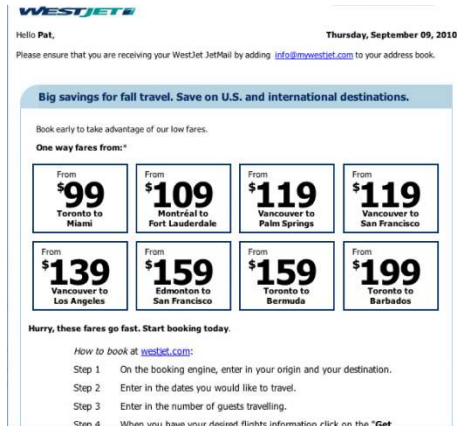 WESTJET
Hello Pat,
Thursday, September 09, 2010
Please ensure that you are receiving your WestJet JetMail by adding info@mywestjet.com to your address book.
Big savings for fall travel. Save on U.S. and international destinations.
Book early to take advantage of our low fares.
One way fares from:*
From
$99
Toronto to
Miami
From
$109
Montréal to
Fort Lauderdale
From
$119
Vancouver to
Palm Springs
From
$119
Vancouver to
San Francisco
From
$139
Vancouver to
Los Angeles
From
$159
Edmonton to
San Francisco
From
$159
Toronto to
Bermuda
From
$199
Toronto to
Barbados
Hurry, these fares go fast. Start booking today.
How to book at westjet.com:
Step 1 On the booking engine, enter in your origin and your destination.
Step 2 Enter in the dates you would like to travel.
Step 3 Enter in the number of guests travelling.
Step 4 When you have your desired flights information click on the "Get